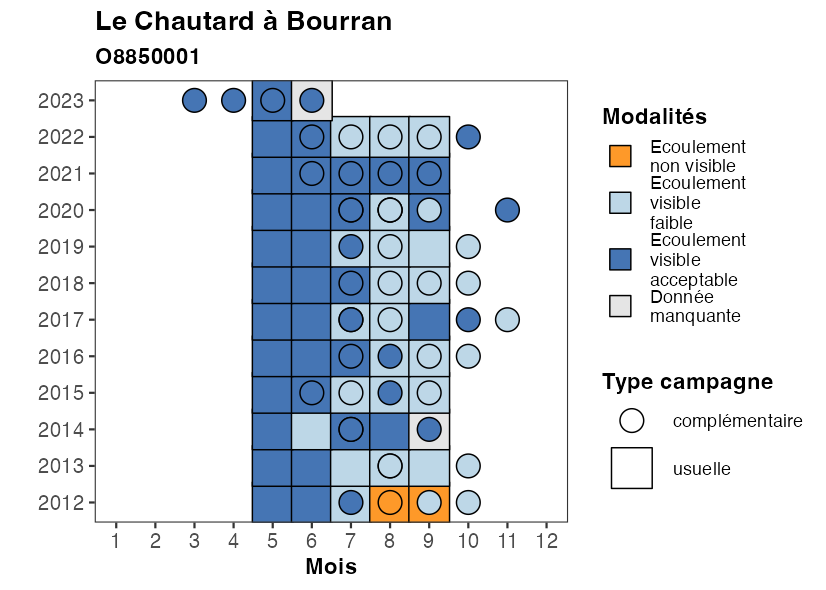 Le Chautard à Bourran
O8850001
2023
2022
2021
2020
2019
2018
2017
2016
2015
2014
2013
2012
1 2 3 4 5 6 7 8 9 10 11 12
Mois
Modalités
Ecoulement
non visible
Ecoulement
visible
faible
Ecoulement
visible
acceptable
Donnée
manquante
Type campagne
complémentaire
usuelle